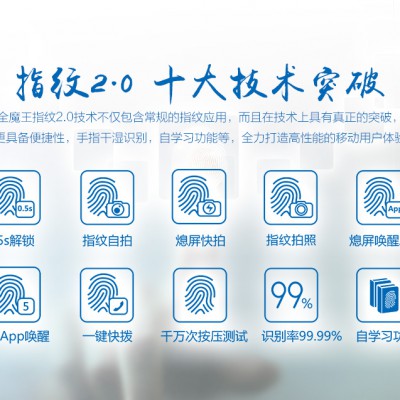 指纹2.0 十大技术突破
全魔王指纹2.0技术不仅包含常规的指纹应用，而且在技术上具有真正的突破，
更具备便捷性，手指干湿识别，自学习功能等，全力打造高性能的移动用户体验
0.5s App
5s解锁 指纹自拍 熄屏快拍 指纹拍照 熄屏唤醒
5 99%
App唤醒 一键快拨 千万次按压测试 识别率99.99% 自学习功